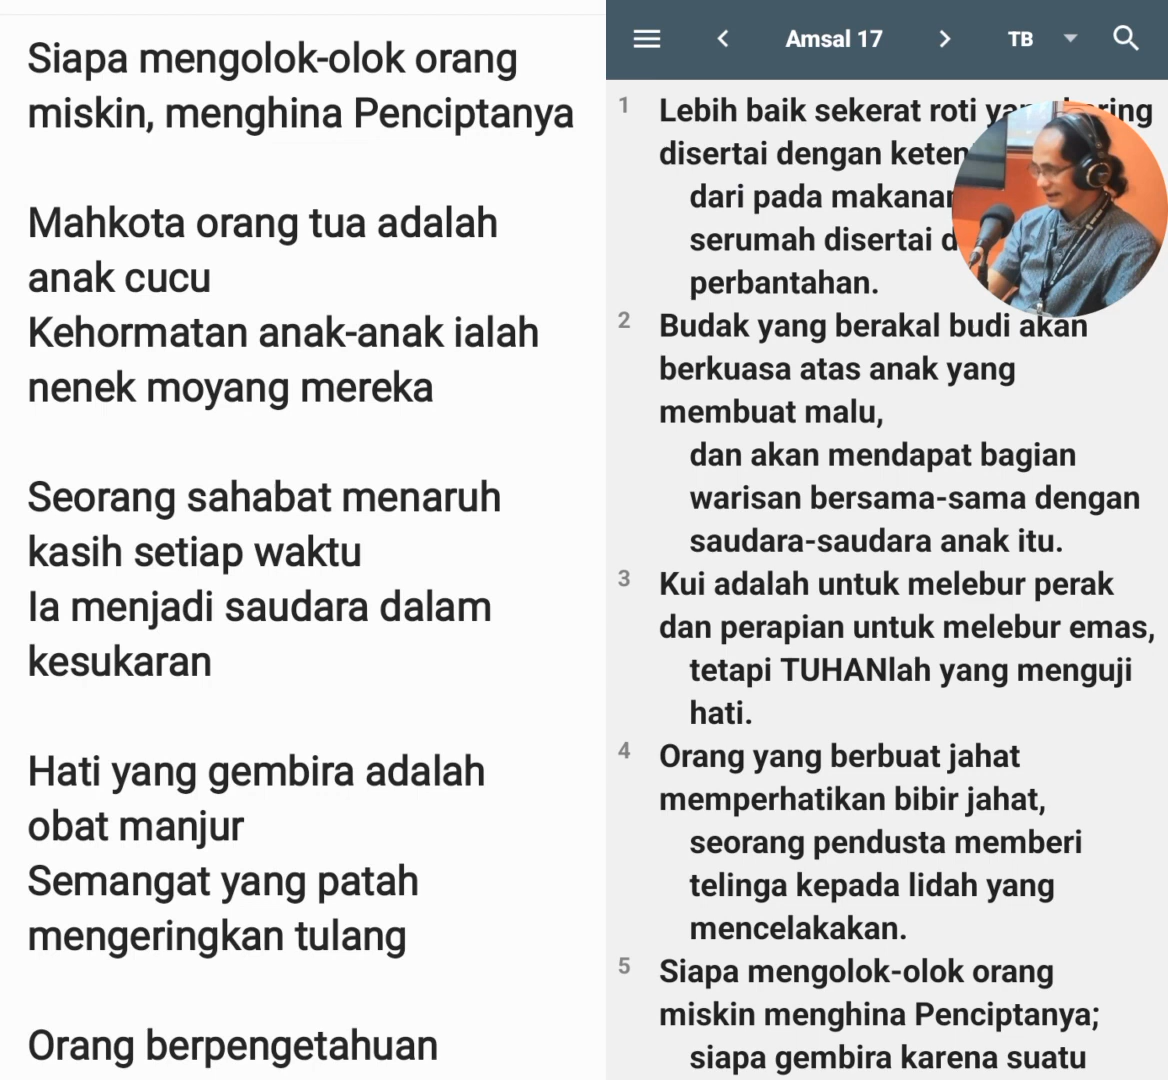 Siapa mengolok-olok orang
miskin, menghina Penciptanya
Mahkota orang tua adalah
anak cucu
Kehormatan anak-anak ialah
nenek moyang mereka
Seorang sahabat menaruh
kasih setiap waktu
Ia menjadi saudara dalam
kesukaran
Hati yang gembira adalah
obat manjur
Semangat yang patah
mengeringkan tulang
Orang berpengetahuan
Amsal 17
TB
1 Lebih baik sekerat roti
disertai dengan
dari pada
serumah disertai
perbantahan.
2 Budak yang berakal budi akan
berkuasa atas anak yang
membuat malu,
dan akan mendapat bagian
warisan bersama-sama dengan
saudara-saudara anak itu.
3 Kui adalah untuk melebur perak
dan perapian untuk melebur emas,
tetapi TUHANlah yang menguji
hati.
4 Orang yang berbuat jahat
memperhatikan bibir jahat,
seorang pendusta memberi
telinga kepada lidah yang
mencelakakan.
5 Siapa mengolok-olok orang
miskin menghina Penciptanya;
siapa gembira karena suatu